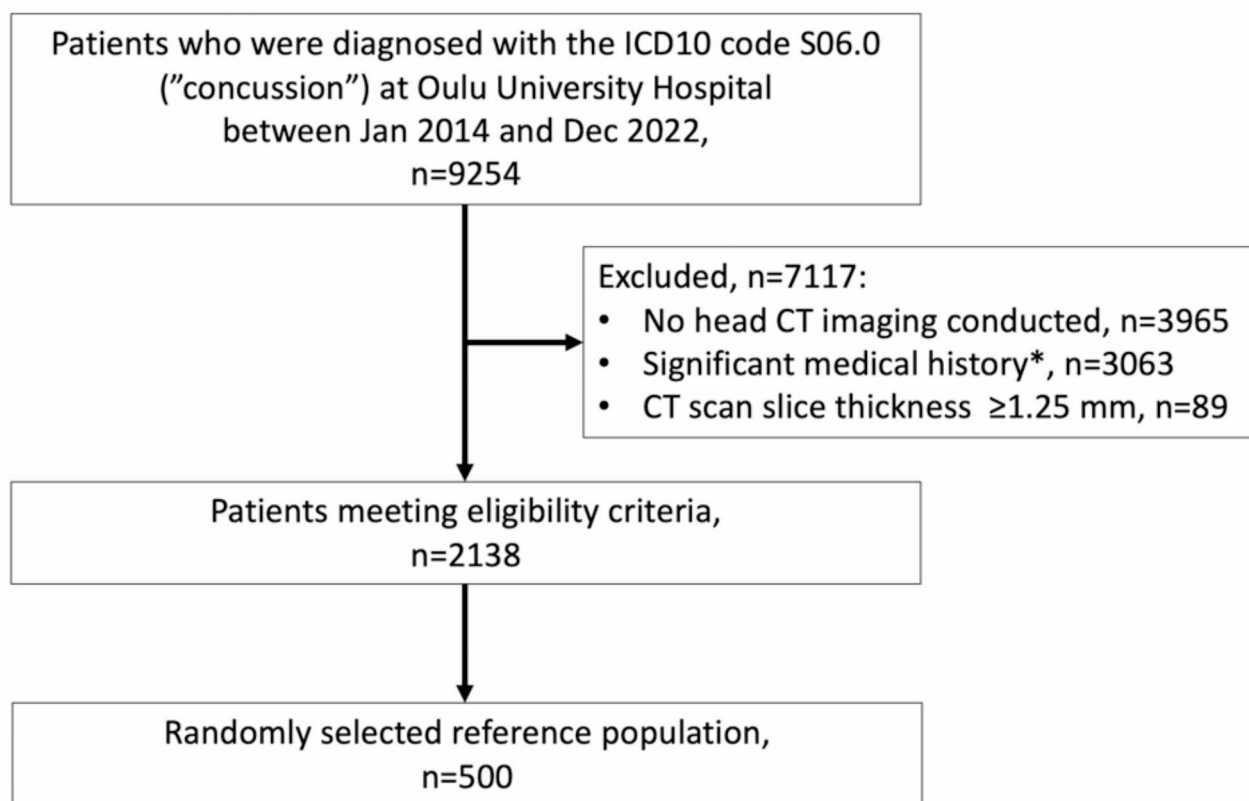 Patients who were diagnosed with the ICD10 code S06.0
(”concussion”) at Oulu University Hospital
between Jan 2014 and Dec 2022,
n=9254
Excluded, n=7117:
• No head CT imaging conducted, n=3965
• Significant medical history*, n=3063
• CT scan slice thickness ≥1.25 mm, n=89
Patients meeting eligibility criteria,
n=2138
Randomly selected reference population,
n=500